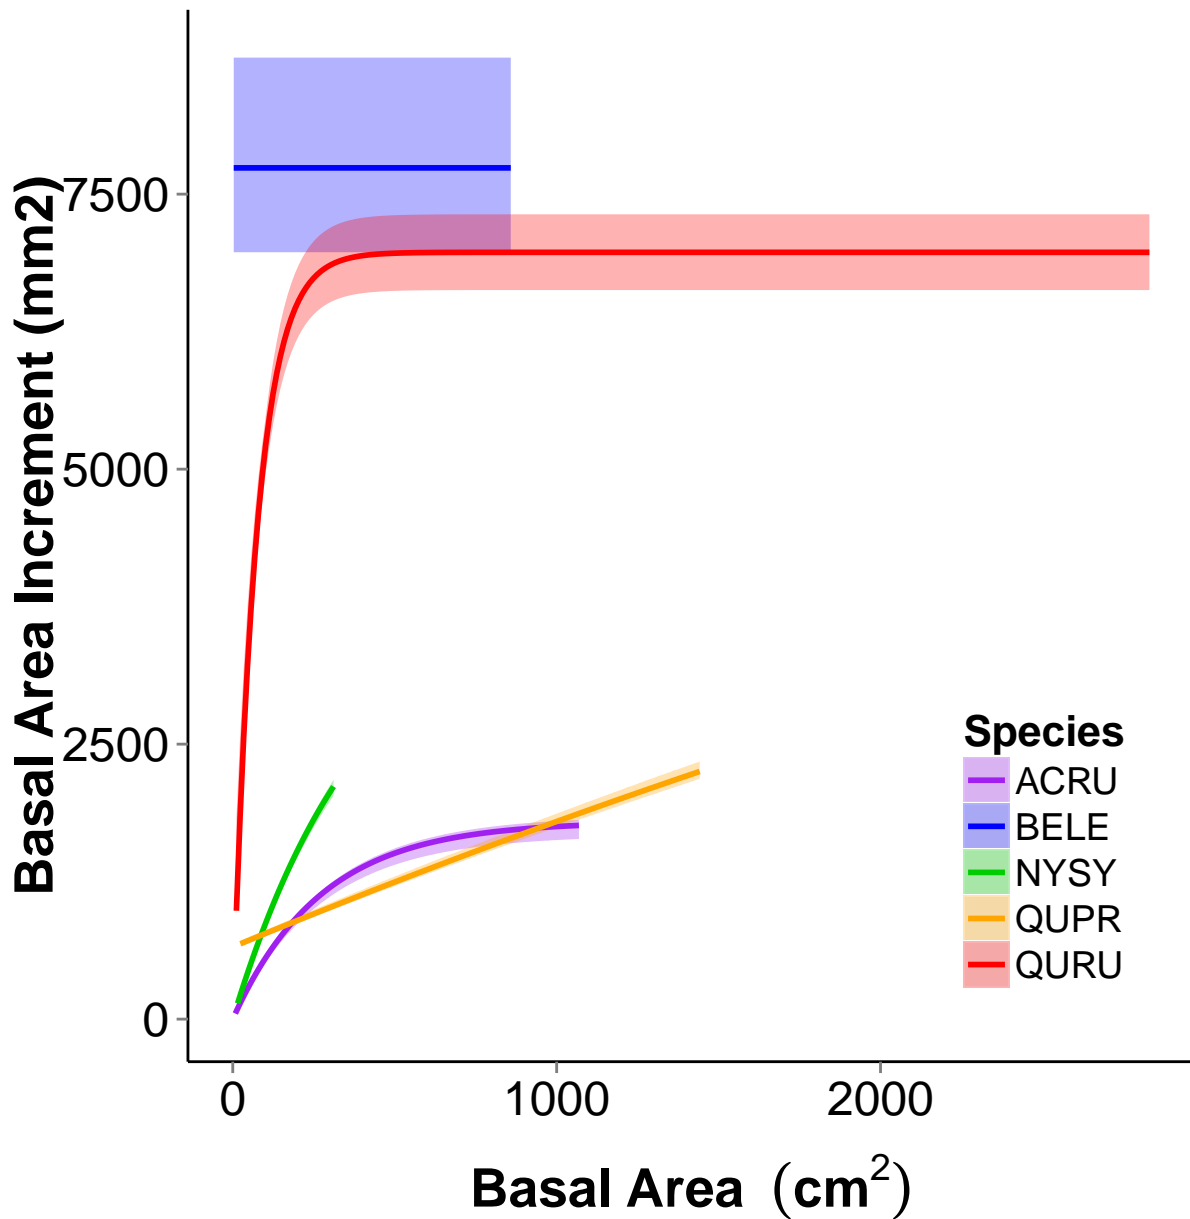 Basal Area Increment (mm2)
7500
5000
2500
0
Species
ACRU
BELE
NYSY
QUPR
QURU
0 1000 2000
Basal Area (cm²)